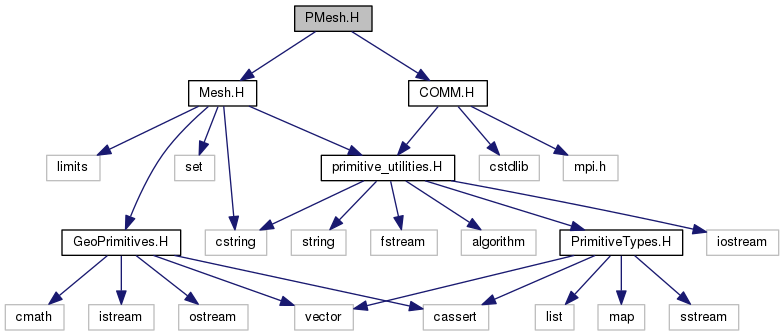 PMesh.H
Mesh.H
COMM.H
limits
set
primitive_utilities.H
cstdlib
mpi.h
GeoPrimitives.H
cstring
string
fstream
algorithm
PrimitiveTypes.H
iostream
cmath
istream
ostream
vector
cassert
list
map
sstream